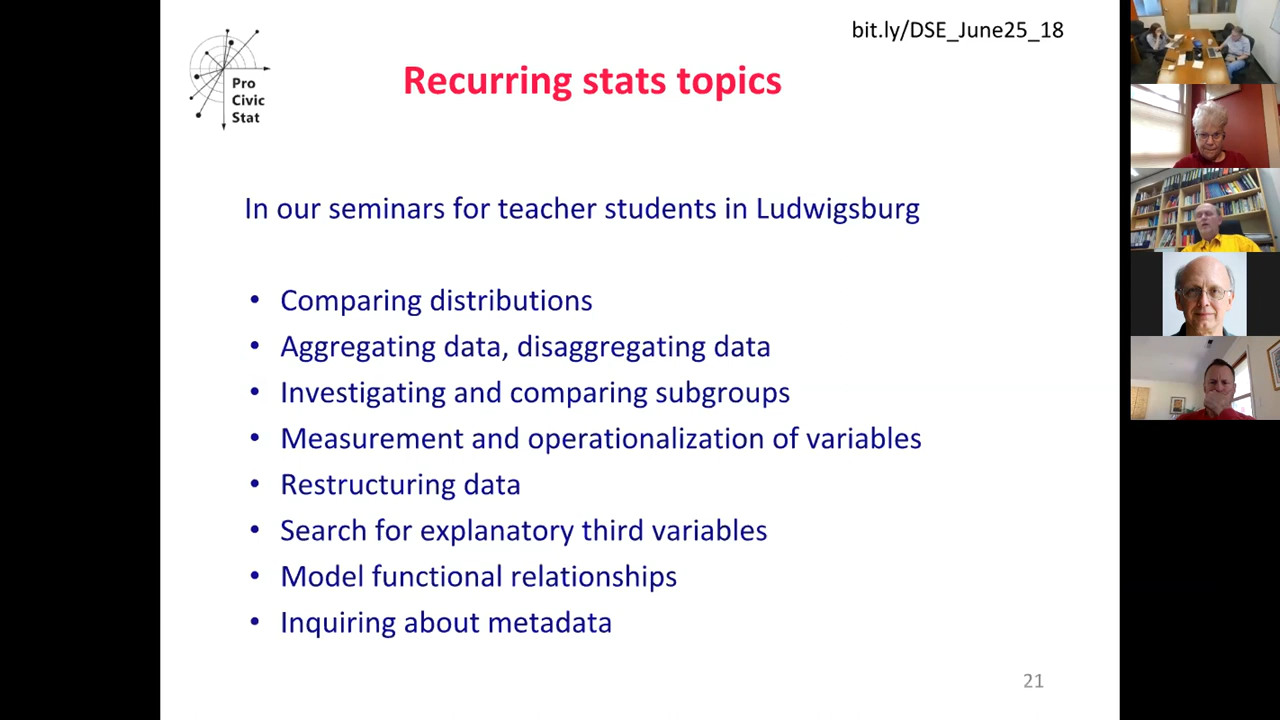 bit.ly/DSE_June25_18
Pro
Civic
Stat
Recurring stats topics
In our seminars for teacher students in Ludwigsburg
• Comparing distributions
• Aggregating data, disaggregating data
• Investigating and comparing subgroups
• Measurement and operationalization of variables
• Restructuring data
• Search for explanatory third variables
• Model functional relationships
• Inquiring about metadata
21